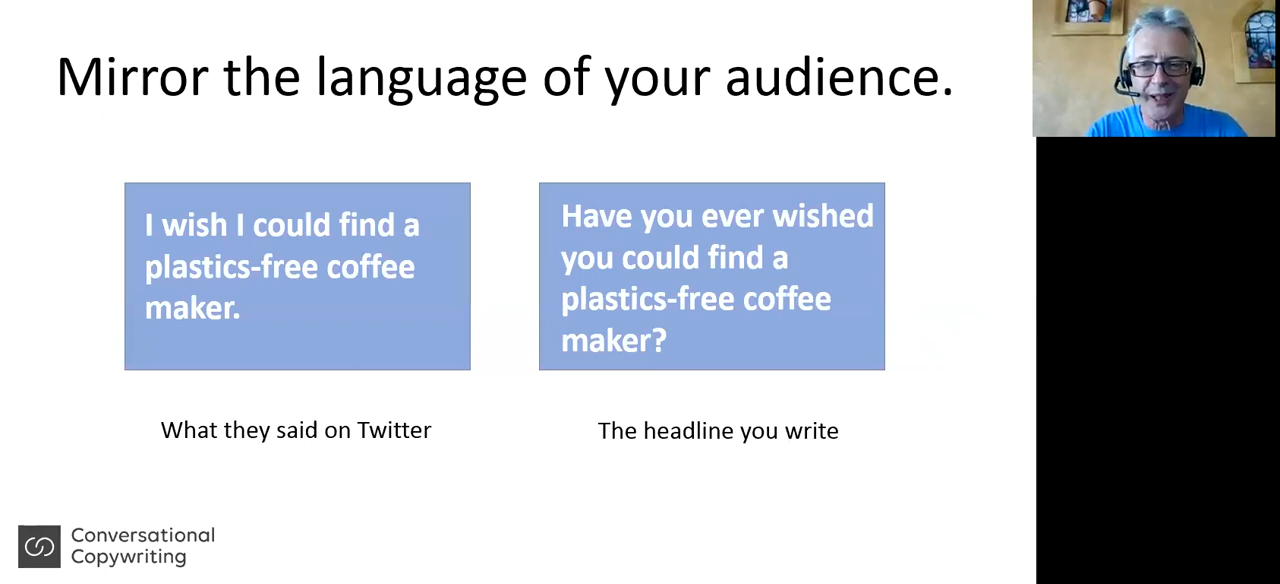 Mirror the language of your audience.
I wish I could find a
plastics-free coffee
maker.
Have you ever wished
you could find a
plastics-free coffee
maker?
What they said on Twitter
The headline you write
Conversational
Copywriting